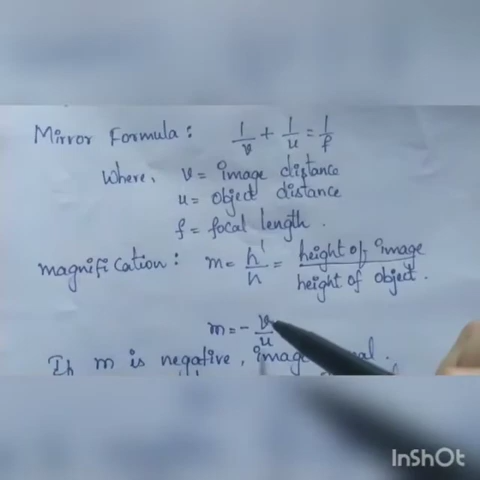 Mirror Formula: 1/v + 1/u = 1/f
Where, v = image distance
u = object distance
f = focal length.
magnification: m = h'/h = height of image / height of object.
m = - v/u
If m is negative, image
InShOt